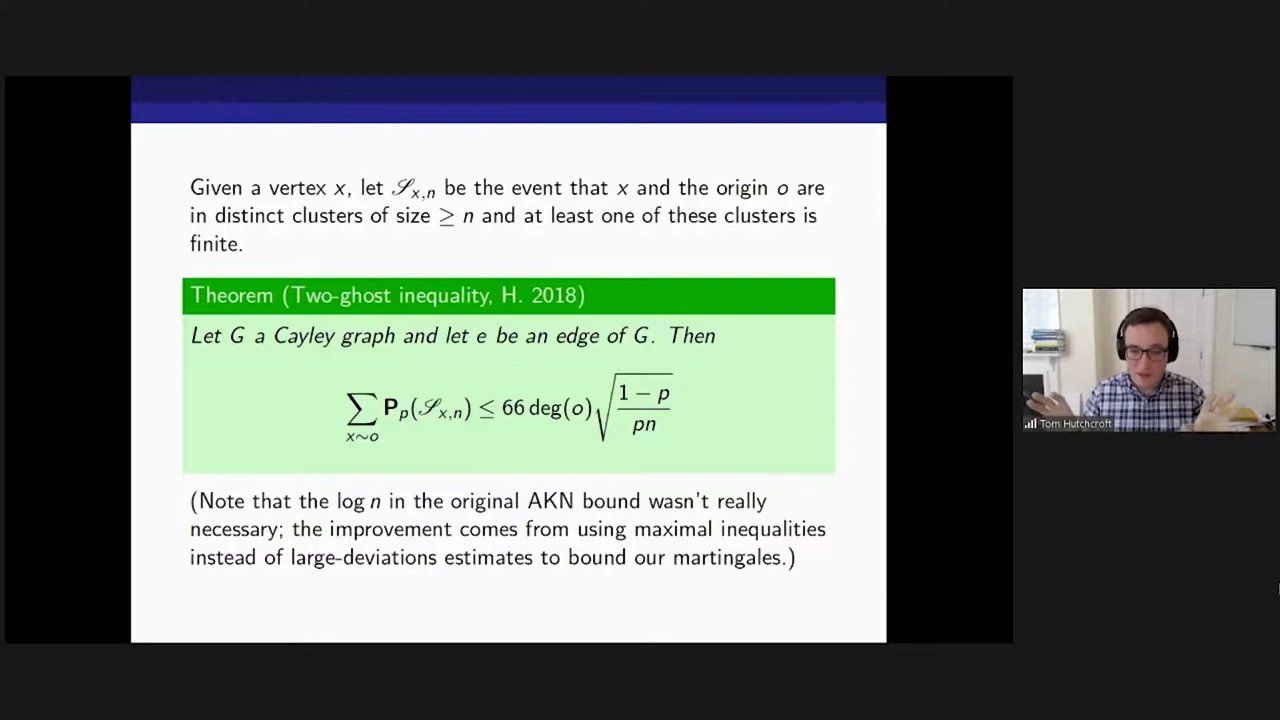 Given a vertex x, let 𝒮_{x,n} be the event that x and the origin o are
in distinct clusters of size ≥ n and at least one of these clusters is
finite.
Theorem (Two-ghost inequality, H. 2018)
Let G a Cayley graph and let e be an edge of G. Then
∑_{x∼o} P_p(𝒮_{x,n}) ≤ 66 deg(o) √((1 − p)/(pn))
(Note that the log n in the original AKN bound wasn't really
necessary; the improvement comes from using maximal inequalities
instead of large-deviations estimates to bound our martingales.)
Tom Hutchcroft